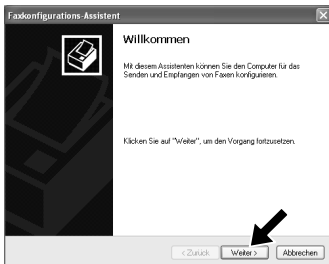 Faxkonfigurations-Assistent
Willkommen
Mit diesem Assistenten können Sie den Computer für das
Senden und Empfangen von Faxen konfigurieren.
Klicken Sie auf "Weiter", um den Vorgang fortzusetzen.
< Zurück
Weiter >
Abbrechen